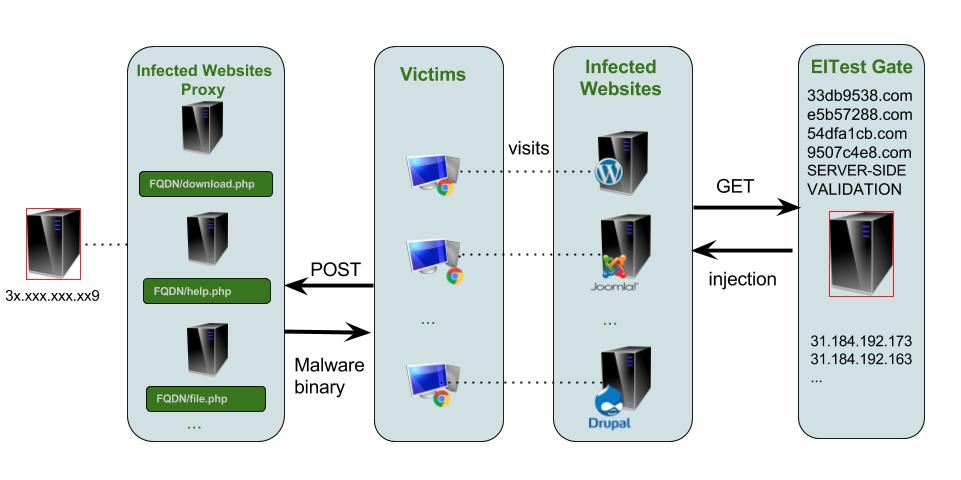 Infected Websites
Proxy
FQDN/download.php
FQDN/help.php
FQDN/file.php
...
3x.xxx.xxx.xx9
POST
Malware
binary
Victims
...
visits
Infected
Websites
Joomla!
...
Drupal
GET
injection
EITest Gate
33db9538.com
e5b57288.com
54dfa1cb.com
9507c4e8.com
SERVER-SIDE
VALIDATION
31.184.192.173
31.184.192.163
...